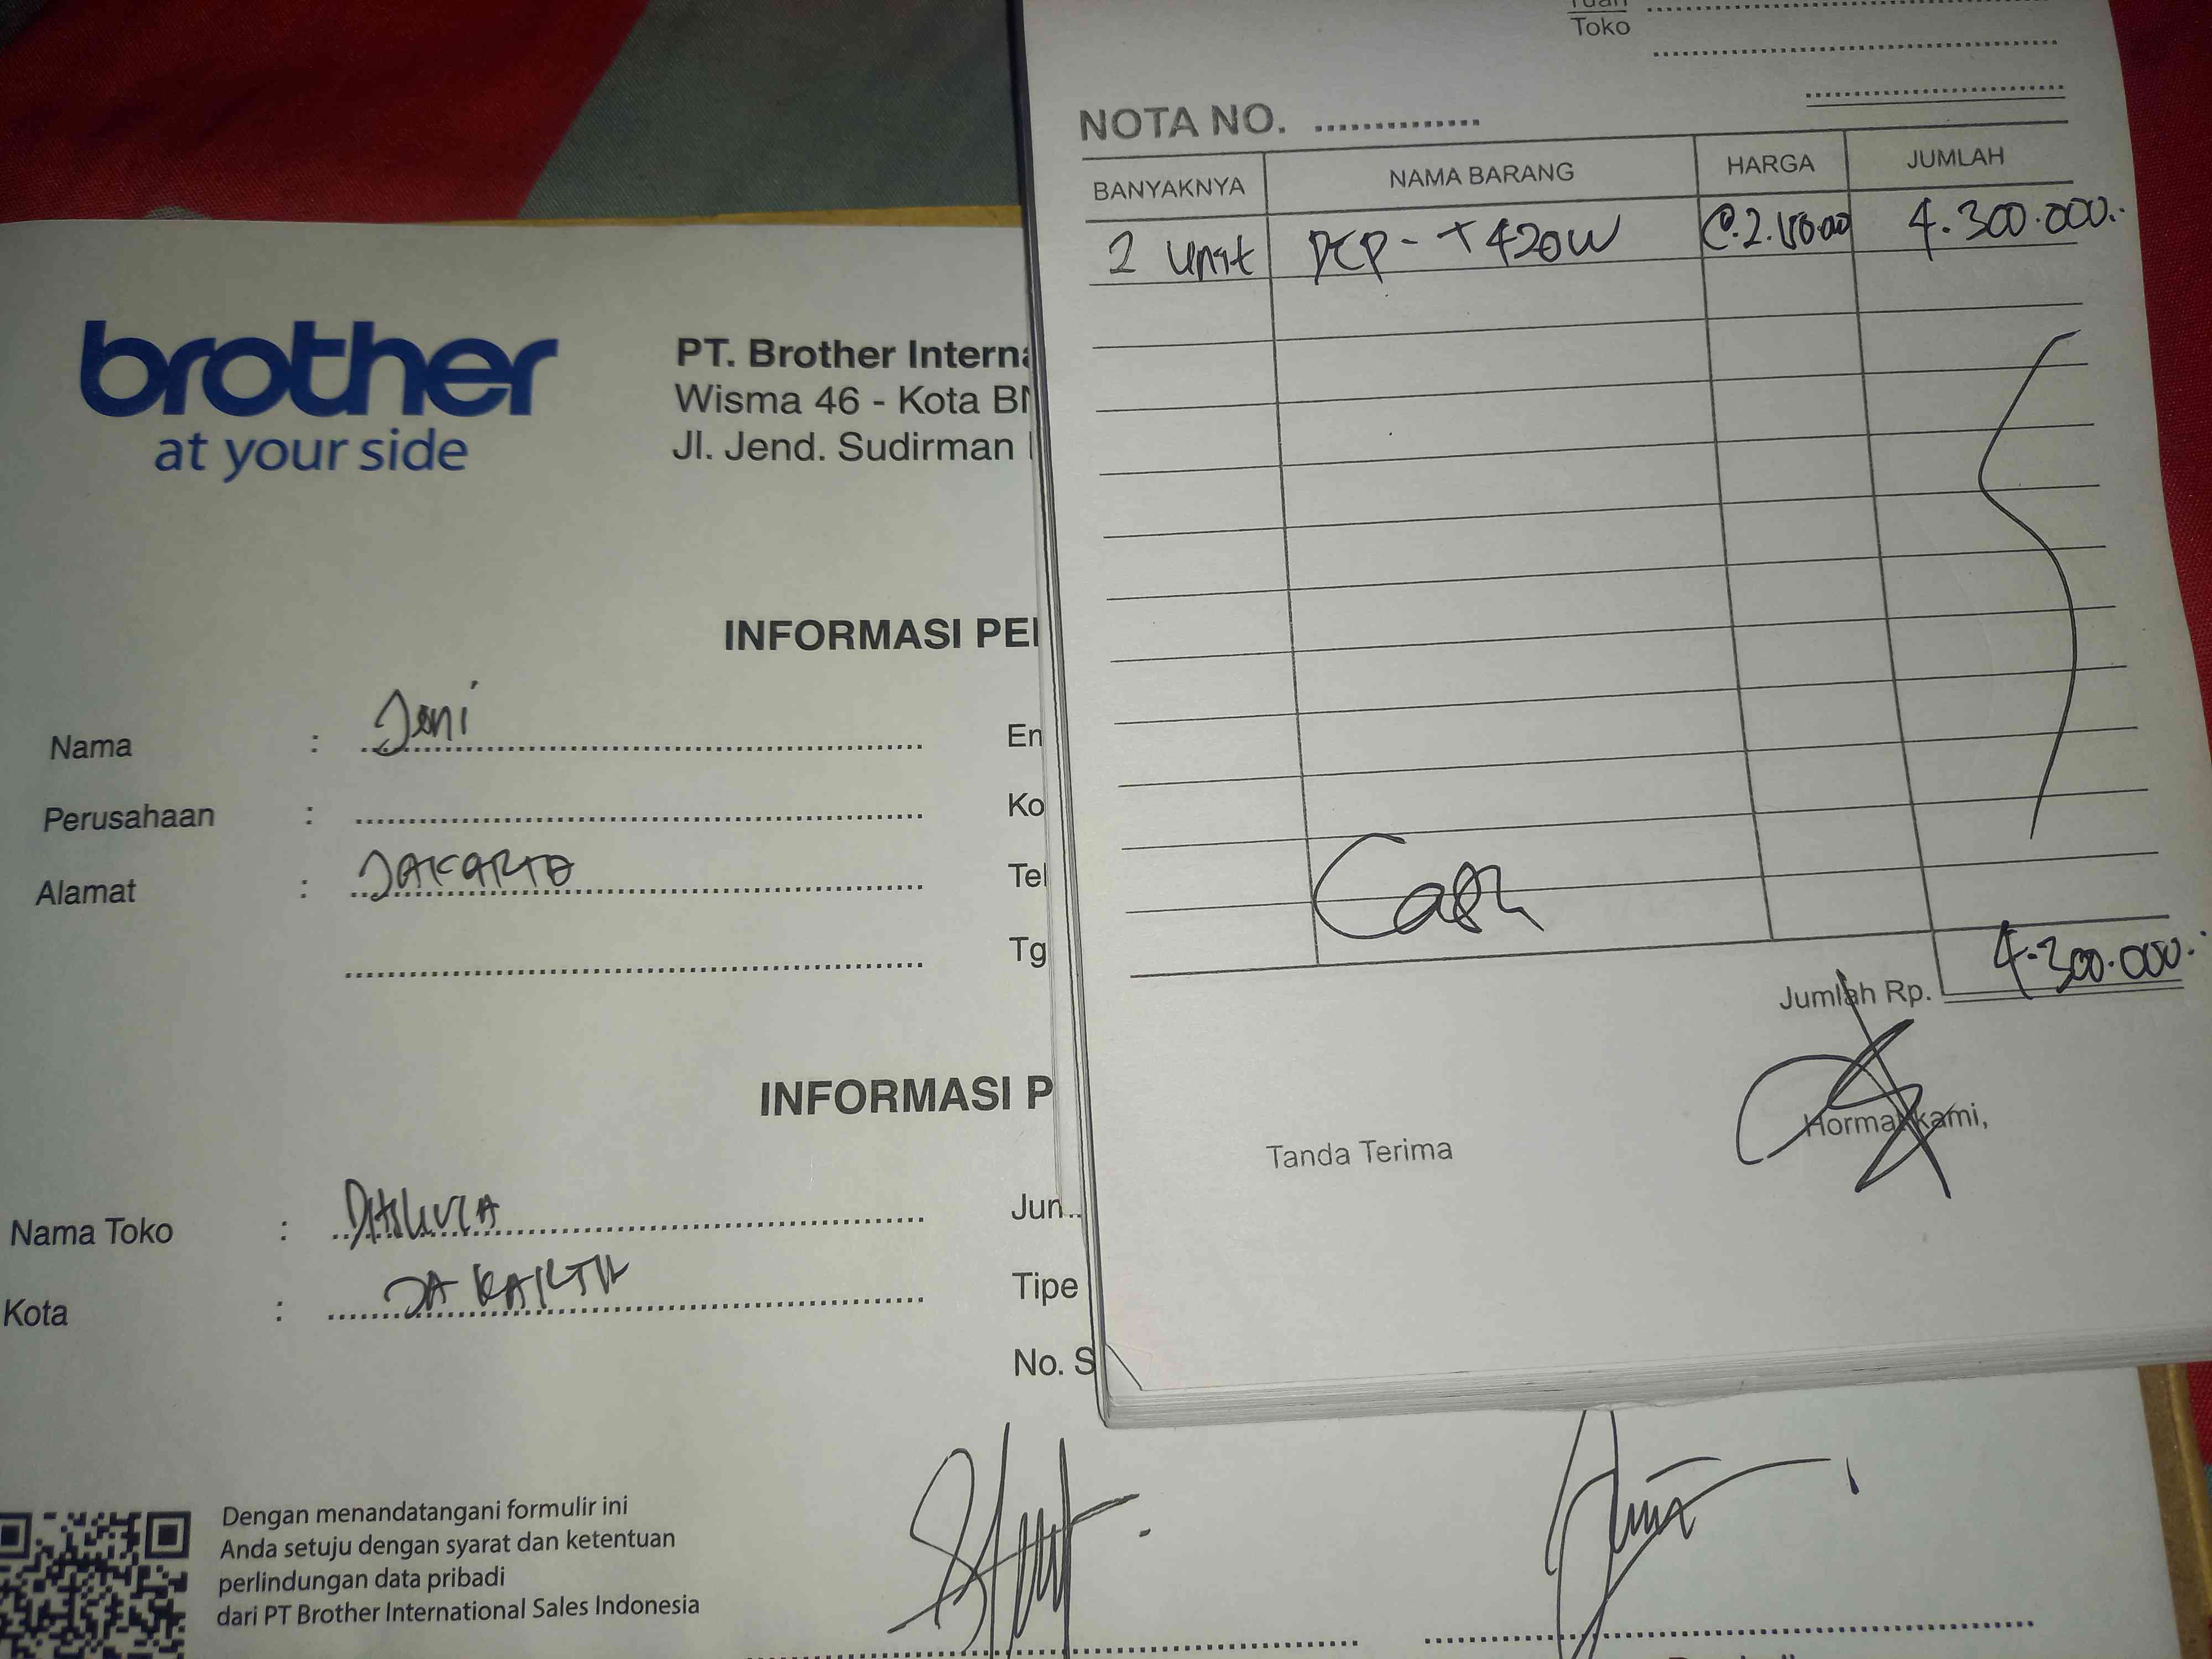 brother
at your side
PT. Brother Interna
Wisma 46 - Kota BN
Jl. Jend. Sudirman
INFORMASI PE
Nama : Joni
En
Perusahaan :
Ko
Alamat : JAKARTA
Tel
Tg
INFORMASI P
Nama Toko :
Jun
Kota : JAKARTA
Tipe
No. S
Dengan menandatangani formulir ini
Anda setuju dengan syarat dan ketentuan
perlindungan data pribadi
dari PT Brother International Sales Indonesia
Tuan
Toko
NOTA NO.
BANYAKNYA NAMA BARANG HARGA JUMLAH
2 Unit DCP-T420W @.2.150.00 4.300.000.
Cash
Jumlah Rp. 4.300.000.
Tanda Terima
Hormat kami,